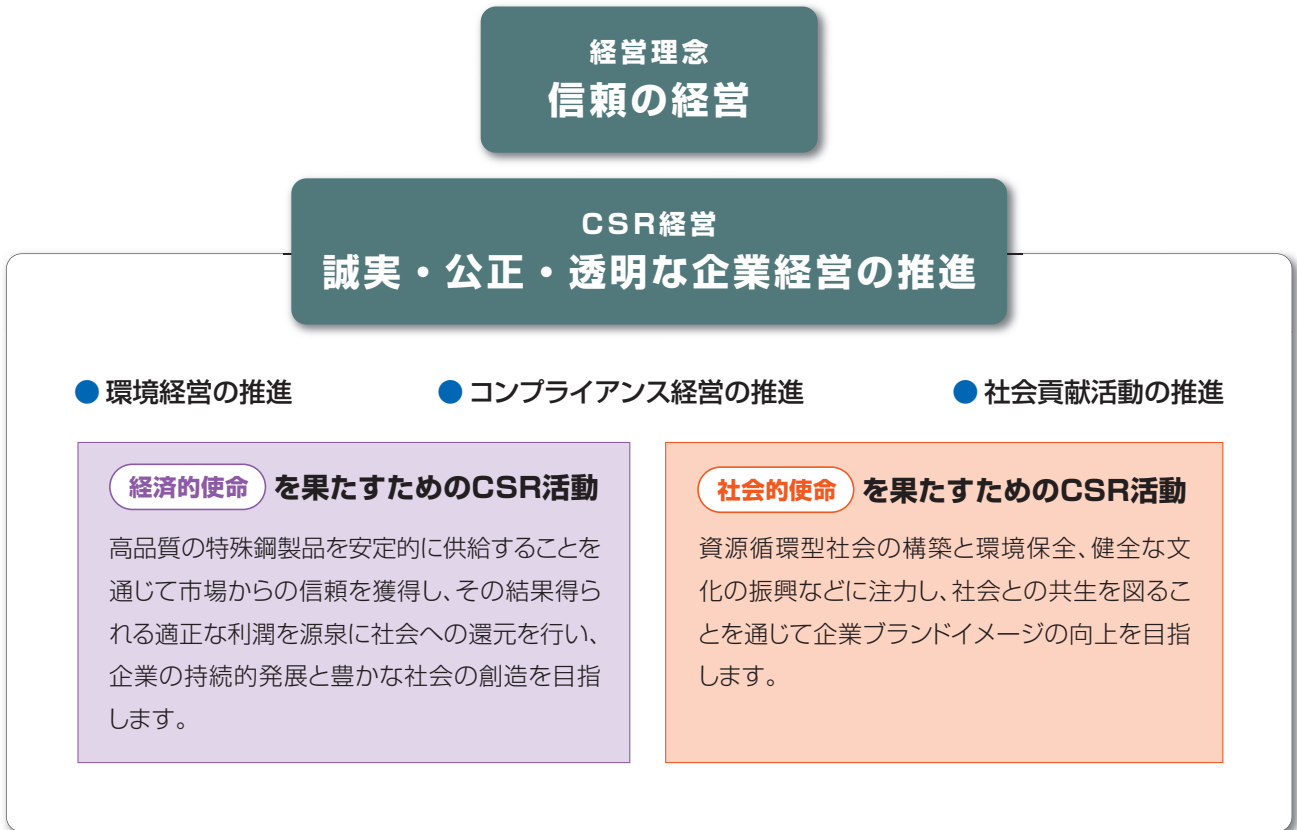 経営理念
信頼の経営
CSR経営
誠実・公正・透明な企業経営の推進
●環境経営の推進
●コンプライアンス経営の推進
●社会貢献活動の推進
経済的使命 を果たすためのCSR活動
高品質の特殊鋼製品を安定的に供給することを
通じて市場からの信頼を獲得し、その結果得ら
れる適正な利潤を源泉に社会への還元を行い、
企業の持続的発展と豊かな社会の創造を目指
します。
社会的使命 を果たすためのCSR活動
資源循環型社会の構築と環境保全、健全な文
化の振興などに注力し、社会との共生を図るこ
とを通じて企業ブランドイメージの向上を目指
します。